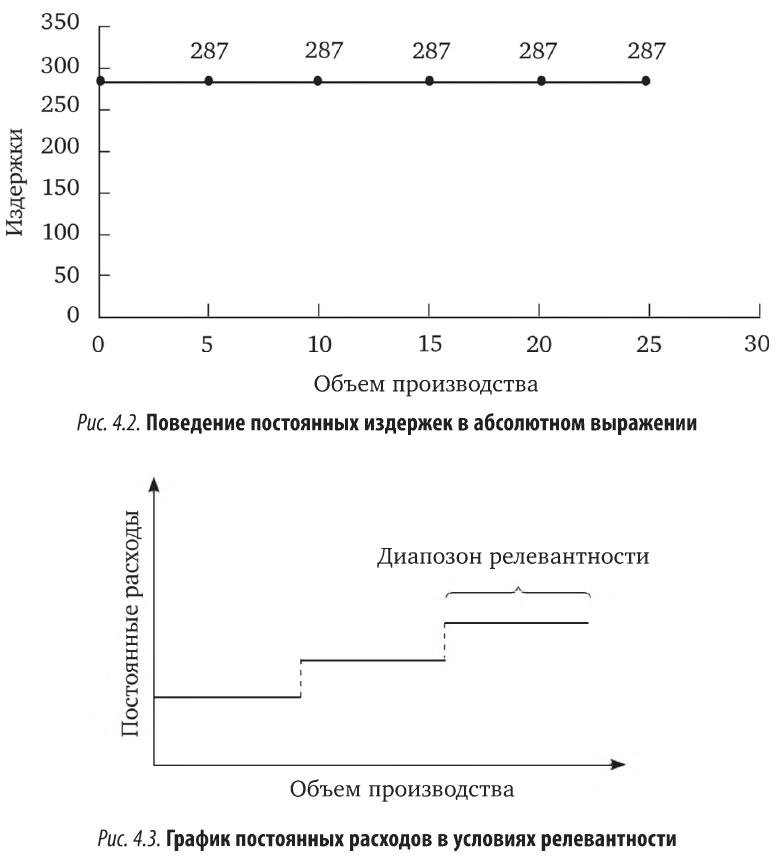 350
287 287 287 287 287
300
250
200
150
100
50
0
Издержки
0 5 10 15 20 25 30
Объем производства
Рис. 4.2. Поведение постоянных издержек в абсолютном выражении
Диапозон релевантности
Постоянные расходы
Объем производства
Рис. 4.3. График постоянных расходов в условиях релевантности